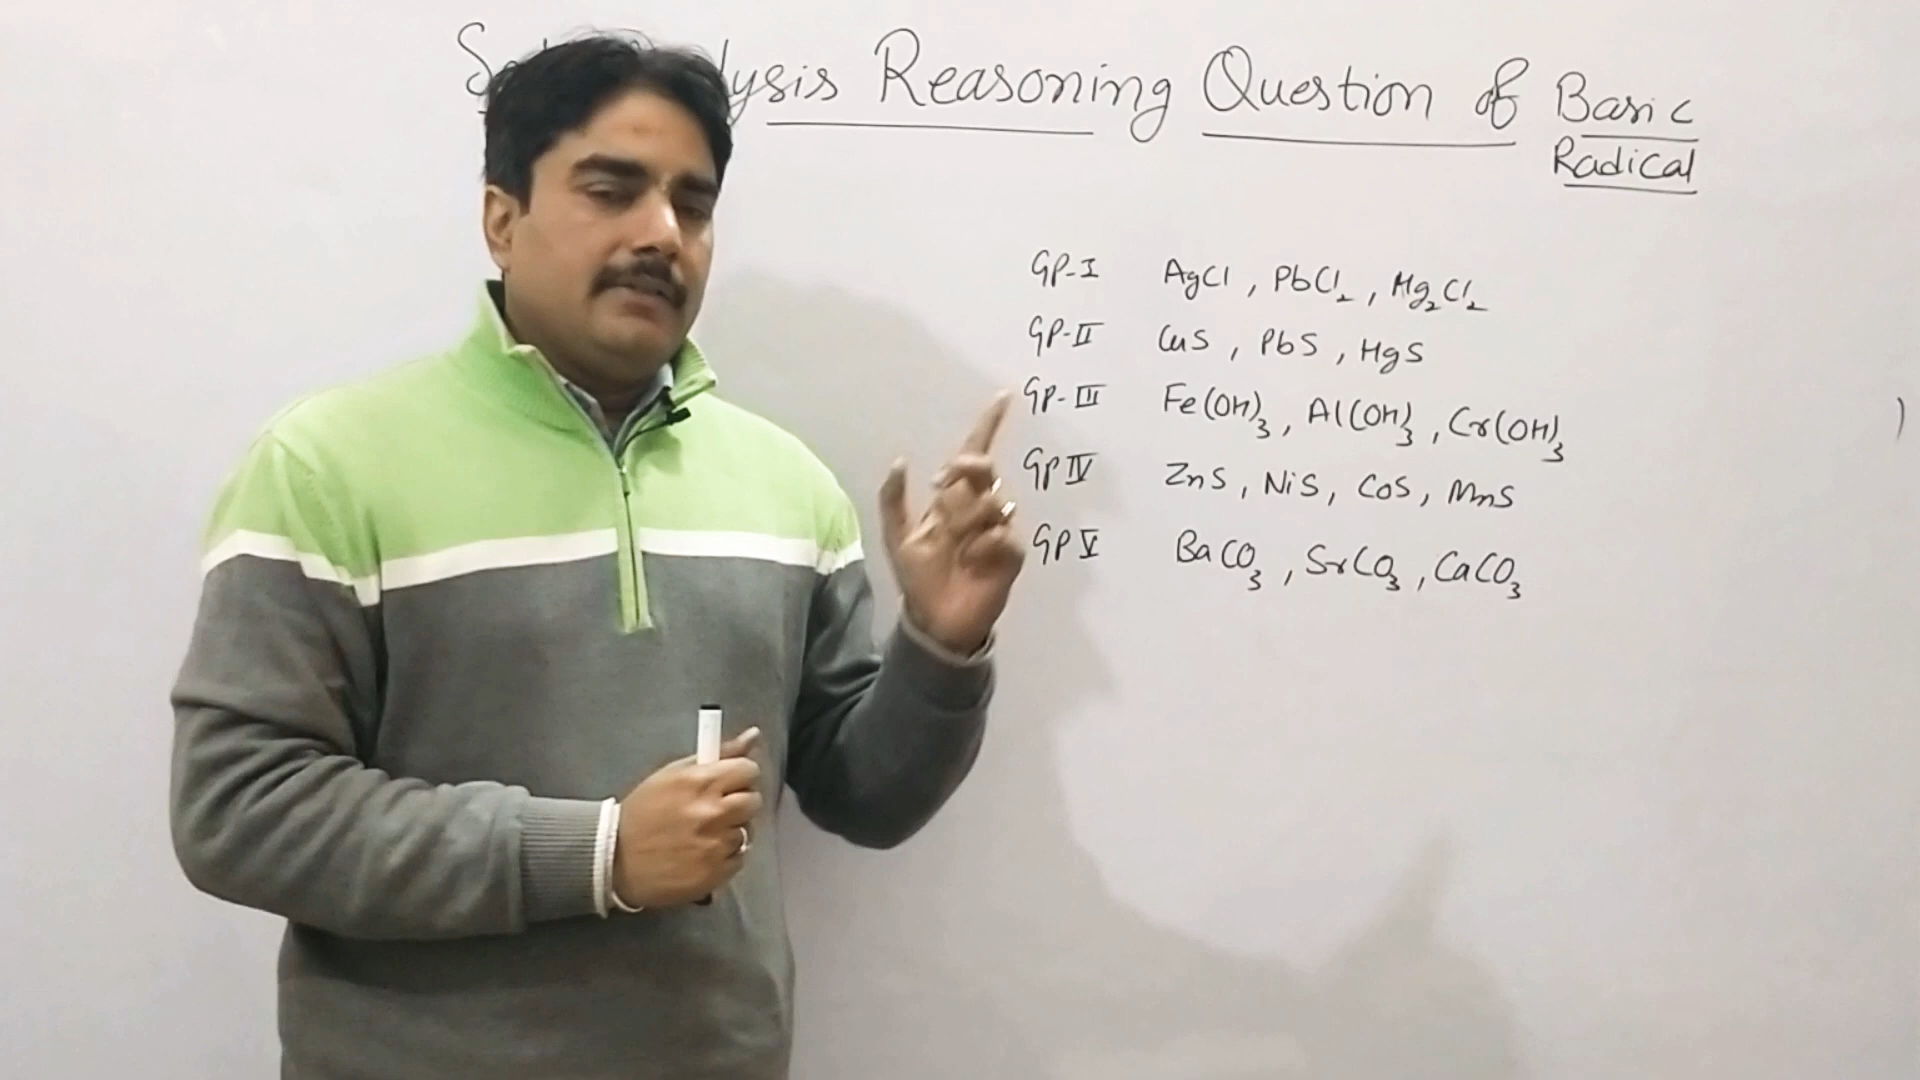 Reasoning Question of Basic
Radical
GP-I AgCl, PbCl₂, Hg₂Cl₂
GP-II CuS, PbS, HgS
GP-III Fe(OH)₃, Al(OH)₃, Cr(OH)₃
GP IV ZnS, NiS, CoS, MnS
GP V BaCO₃, SrCO₃, CaCO₃
)